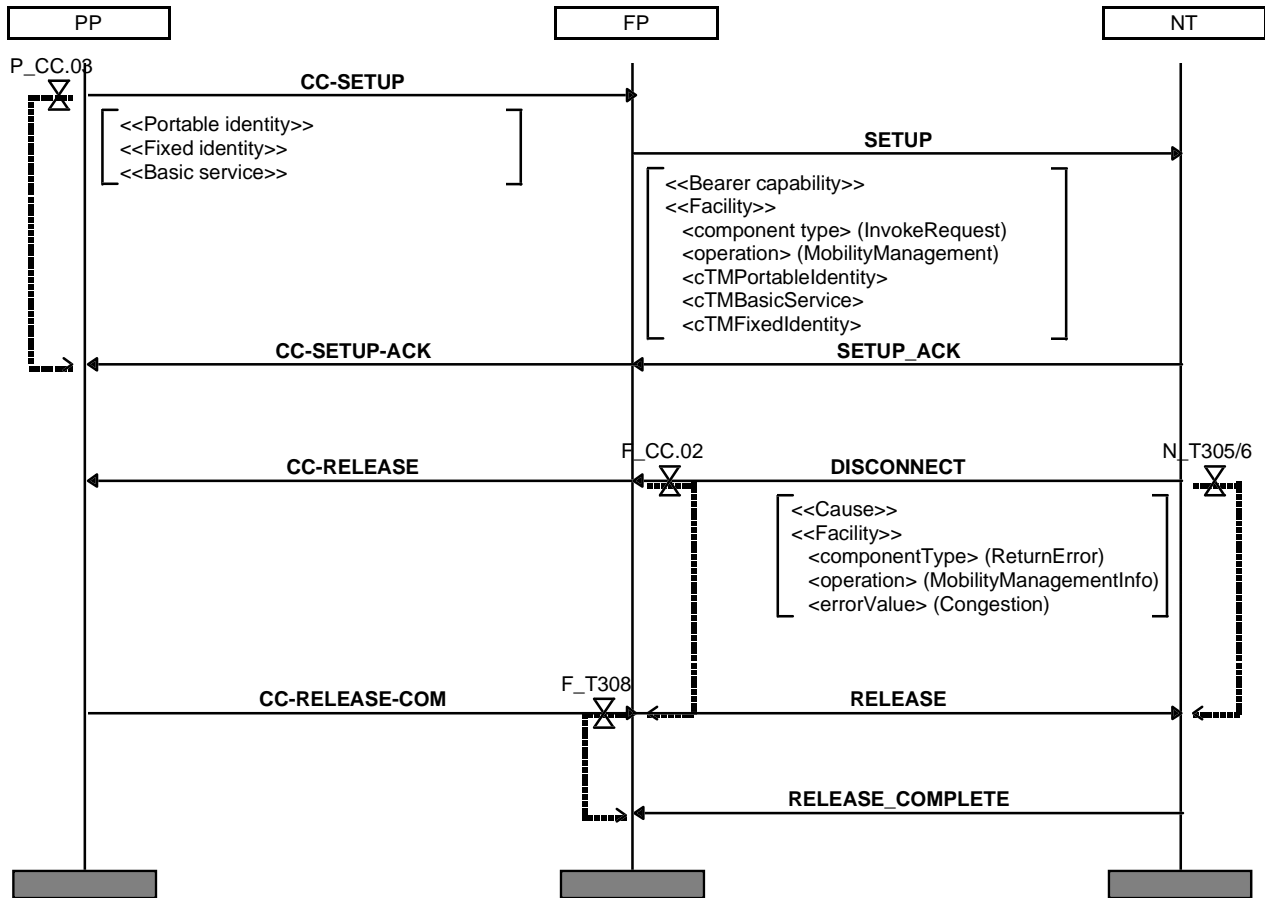 PP
FP
NT
P_CC.03
CC-SETUP
<<Portable identity>>
<<Fixed identity>>
<<Basic service>>
SETUP
<<Bearer capability>>
<<Facility>>
<component type> (InvokeRequest)
<operation> (MobilityManagement)
<cTMPortableIdentity>
<cTMBasicService>
<cTMFixedIdentity>
CC-SETUP-ACK
SETUP_ACK
CC-RELEASE
F_CC.02
DISCONNECT
N_T305/6
<<Cause>>
<<Facility>>
<componentType> (ReturnError)
<operation> (MobilityManagementInfo)
<errorValue> (Congestion)
CC-RELEASE-COM
F_T308
RELEASE
RELEASE_COMPLETE